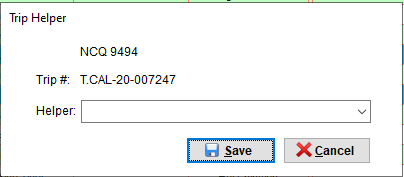 Trip Helper
NCQ 9494
Trip #: T.CAL-20-007247
Helper:
Save Cancel